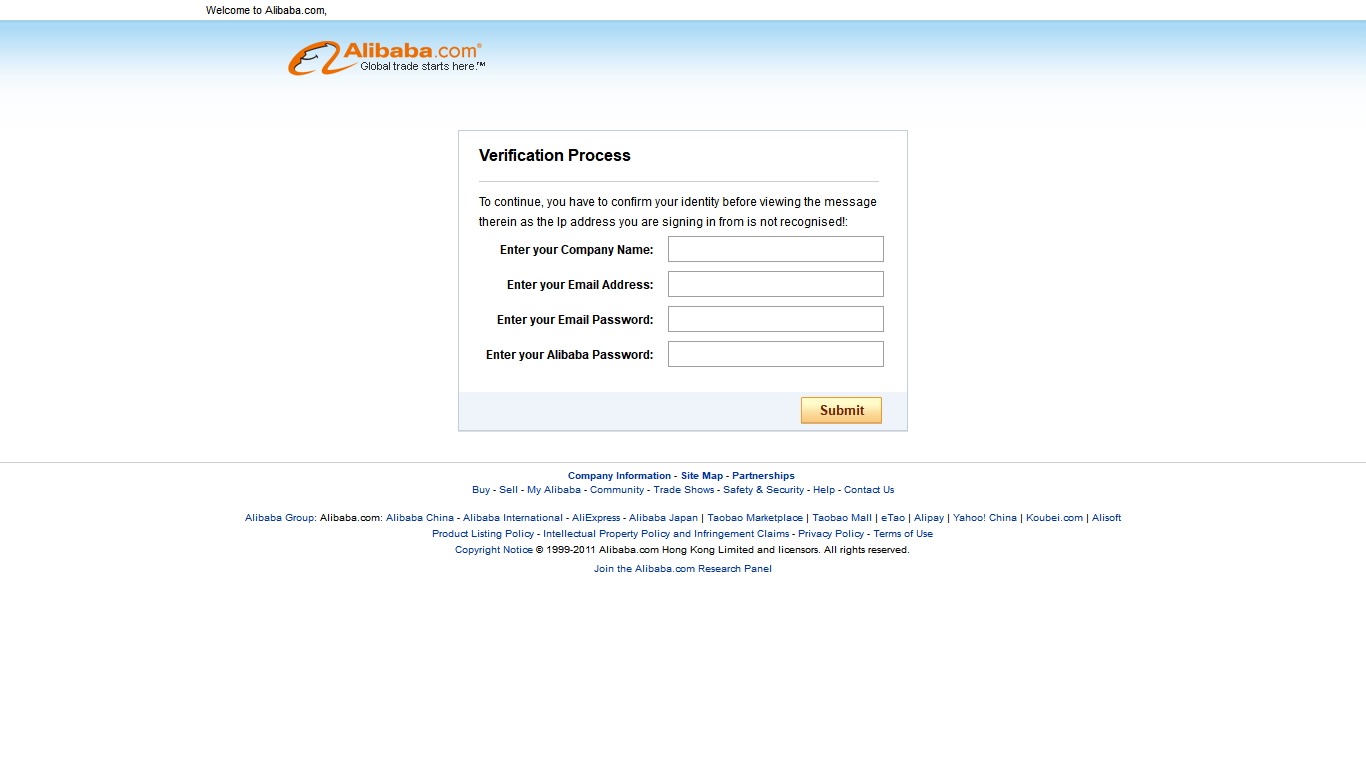 Welcome to Alibaba.com,
Alibaba.com®
Global trade starts here.™
Verification Process
To continue, you have to confirm your identity before viewing the message
therein as the Ip address you are signing in from is not recognised!:
Enter your Company Name:
Enter your Email Address:
Enter your Email Password:
Enter your Alibaba Password:
Submit
Company Information - Site Map - Partnerships
Buy - Sell - My Alibaba - Community - Trade Shows - Safety & Security - Help - Contact Us
Alibaba Group: Alibaba.com: Alibaba China - Alibaba International - AliExpress - Alibaba Japan | Taobao Marketplace | Taobao Mall | eTao | Alipay | Yahoo! China | Koubei.com | Alisoft
Product Listing Policy - Intellectual Property Policy and Infringement Claims - Privacy Policy - Terms of Use
Copyright Notice © 1999-2011 Alibaba.com Hong Kong Limited and licensors. All rights reserved.
Join the Alibaba.com Research Panel